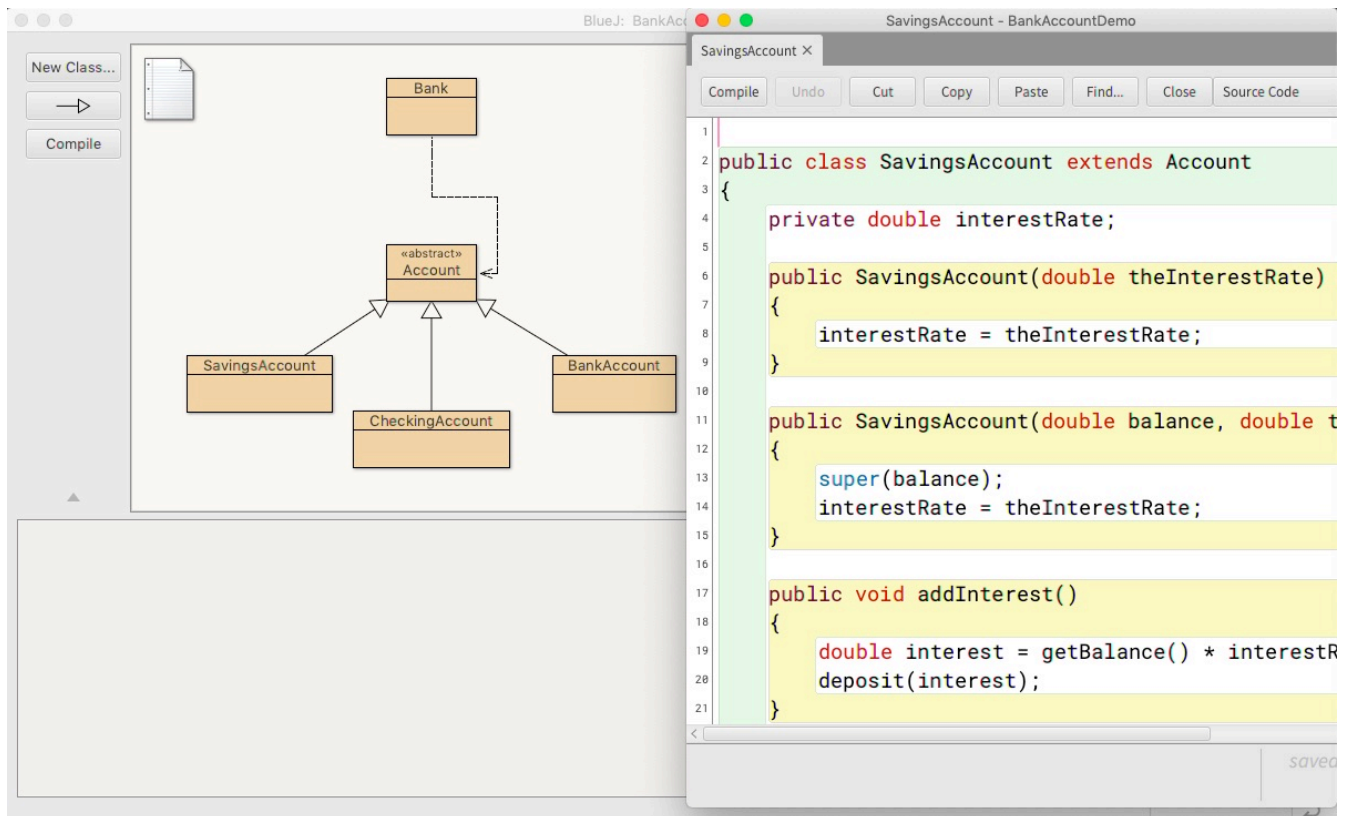 BlueJ: BankAcc
New Class...
Compile
Bank
«abstract»
Account
SavingsAccount
BankAccount
CheckingAccount
SavingsAccount - BankAccountDemo
SavingsAccount ×
Compile Undo Cut Copy Paste Find... Close Source Code
1
2 public class SavingsAccount extends Account
3 {
4 private double interestRate;
5
6 public SavingsAccount(double theInterestRate)
7 {
8 interestRate = theInterestRate;
9 }
10
11 public SavingsAccount(double balance, double t
12 {
13 super(balance);
14 interestRate = theInterestRate;
15 }
16
17 public void addInterest()
18 {
19 double interest = getBalance() * interestR
20 deposit(interest);
21 }
saved